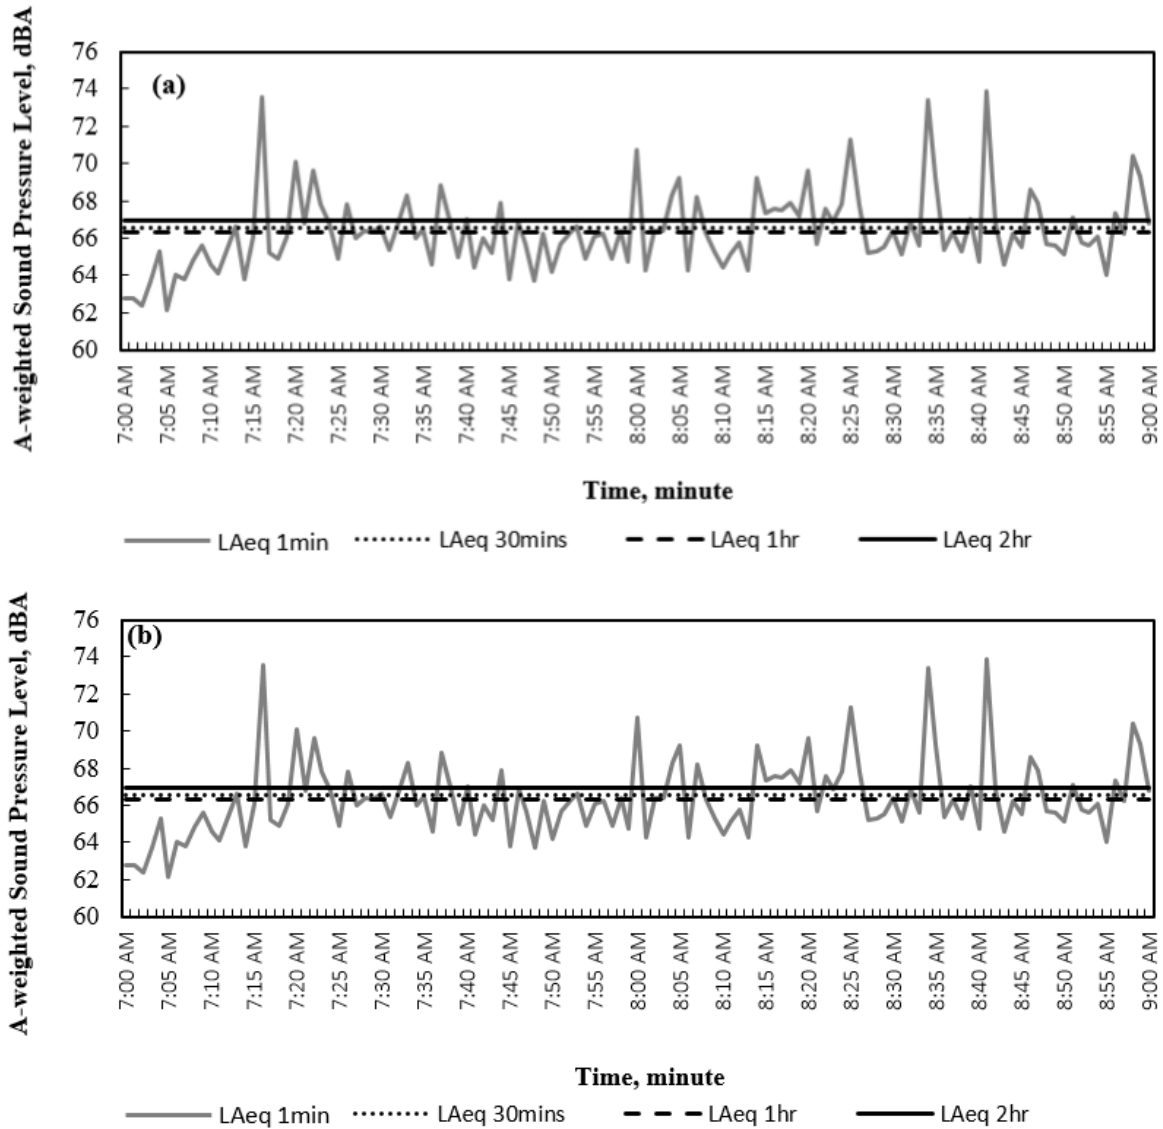 A-weighted Sound Pressure Level, dBA
76
74
72
70
68
66
64
62
60
(a)
7:00 AM
7:05 AM
7:10 AM
7:15 AM
7:20 AM
7:25 AM
7:30 AM
7:35 AM
7:40 AM
7:45 AM
7:50 AM
7:55 AM
8:00 AM
8:05 AM
8:10 AM
8:15 AM
8:20 AM
8:25 AM
8:30 AM
8:35 AM
8:40 AM
8:45 AM
8:50 AM
8:55 AM
9:00 AM
Time, minute
LAeq 1min LAeq 30mins LAeq 1hr LAeq 2hr
A-weighted Sound Pressure Level, dBA
76
74
72
70
68
66
64
62
60
(b)
7:00 AM
7:05 AM
7:10 AM
7:15 AM
7:20 AM
7:25 AM
7:30 AM
7:35 AM
7:40 AM
7:45 AM
7:50 AM
7:55 AM
8:00 AM
8:05 AM
8:10 AM
8:15 AM
8:20 AM
8:25 AM
8:30 AM
8:35 AM
8:40 AM
8:45 AM
8:50 AM
8:55 AM
9:00 AM
Time, minute
LAeq 1min LAeq 30mins LAeq 1hr LAeq 2hr